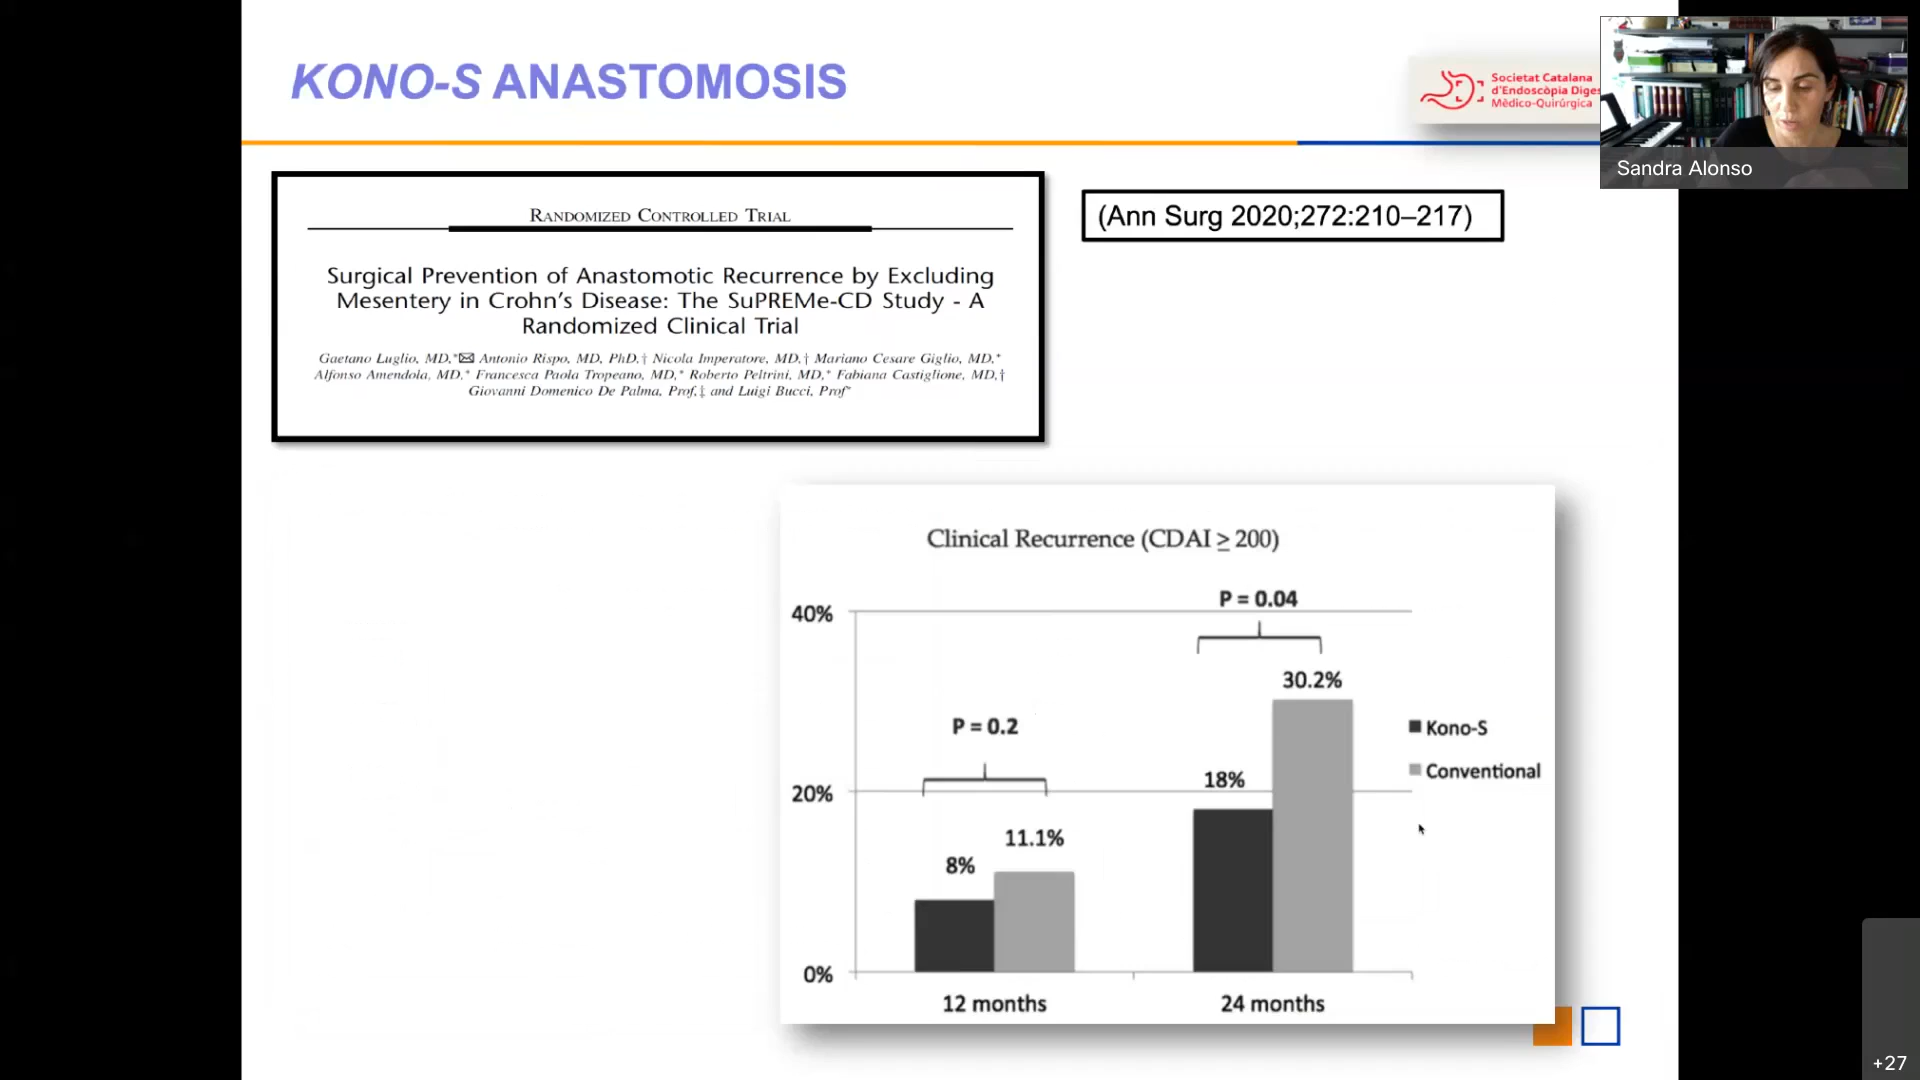 KONO-S ANASTOMOSIS
Societat Catalana
d'Endoscòpia Diges
Mèdico-Quirúrgica
Sandra Alonso
RANDOMIZED CONTROLLED TRIAL
(Ann Surg 2020;272:210–217)
Surgical Prevention of Anastomotic Recurrence by Excluding
Mesentery in Crohn's Disease: The SuPREMe-CD Study - A
Randomized Clinical Trial
Gaetano Luglio, MD,*✉ Antonio Rispo, MD, PhD,† Nicola Imperatore, MD,† Mariano Cesare Giglio, MD,*
Alfonso Amendola, MD,* Francesca Paola Tropeano, MD,* Roberto Peltrini, MD,* Fabiana Castiglione, MD,†
Giovanni Domenico De Palma, Prof,‡ and Luigi Bucci, Prof*
Clinical Recurrence (CDAI ≥ 200)
P = 0.04
40%
30.2%
P = 0.2
Kono-S
Conventional
18%
20%
11.1%
8%
0%
12 months
24 months
+27